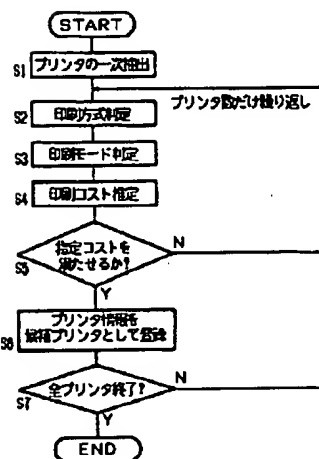 START
S1 プリンタの一次抽出
プリンタ数だけ繰り返し
S2 印刷方式判定
S3 印刷モード判定
S4 印刷コスト推定
指定コストを
満たせるか?
N
S5
Y
プリンタ情報を
候補プリンタとして登録
S6
全プリンタ終了?
N
S7
Y
END